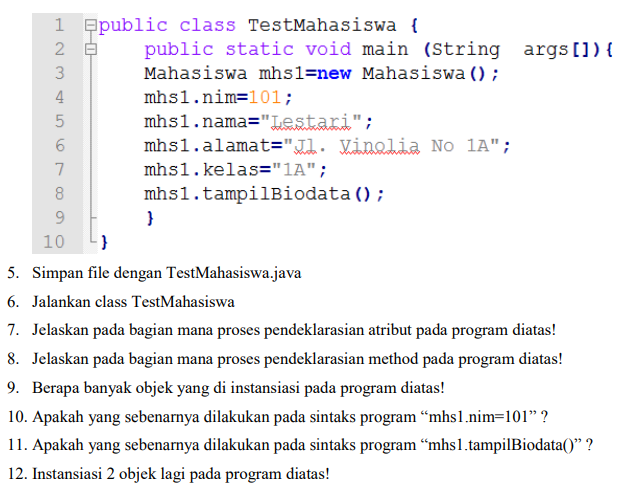 1 public class TestMahasiswa {
2 public static void main (String args[]){
3 Mahasiswa mhs1=new Mahasiswa();
4 mhs1.nim=101;
5 mhs1.nama="Lestari";
6 mhs1.alamat="Jl. Vinolia No 1A";
7 mhs1.kelas="1A";
8 mhs1.tampilBiodata();
9 }
10 }
5. Simpan file dengan TestMahasiswa.java
6. Jalankan class TestMahasiswa
7. Jelaskan pada bagian mana proses pendeklarasian atribut pada program diatas!
8. Jelaskan pada bagian mana proses pendeklarasian method pada program diatas!
9. Berapa banyak objek yang di instansiasi pada program diatas!
10. Apakah yang sebenarnya dilakukan pada sintaks program “mhs1.nim=101” ?
11. Apakah yang sebenarnya dilakukan pada sintaks program “mhs1.tampilBiodata()” ?
12. Instansiasi 2 objek lagi pada program diatas!